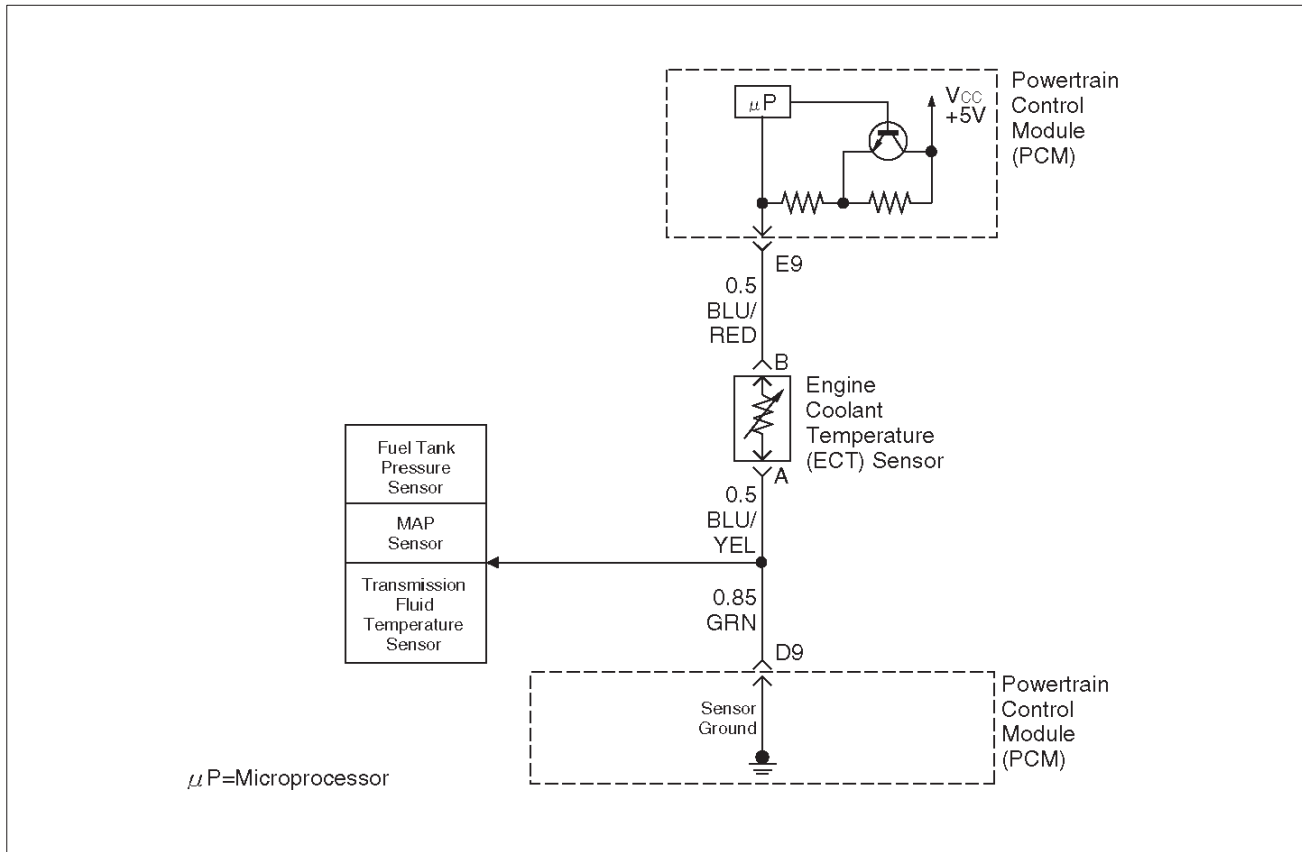 Powertrain
Control
Module
(PCM)
μP
VCC
+5V
E9
0.5
BLU/
RED
B
Engine
Coolant
Temperature
(ECT) Sensor
A
0.5
BLU/
YEL
Fuel Tank
Pressure
Sensor
MAP
Sensor
Transmission
Fluid
Temperature
Sensor
0.85
GRN
D9
Sensor
Ground
Powertrain
Control
Module
(PCM)
μP=Microprocessor